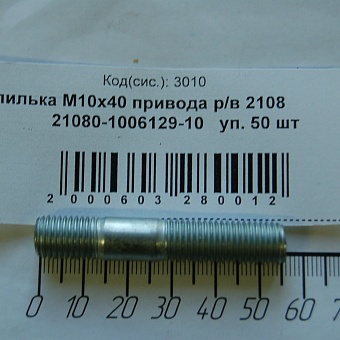 Код(сис.): 3010
пилька М10х40 привода р/в 2108
21080-1006129-10 уп. 50 шт
2 000603 280012
0 10 20 30 40 50 60 7